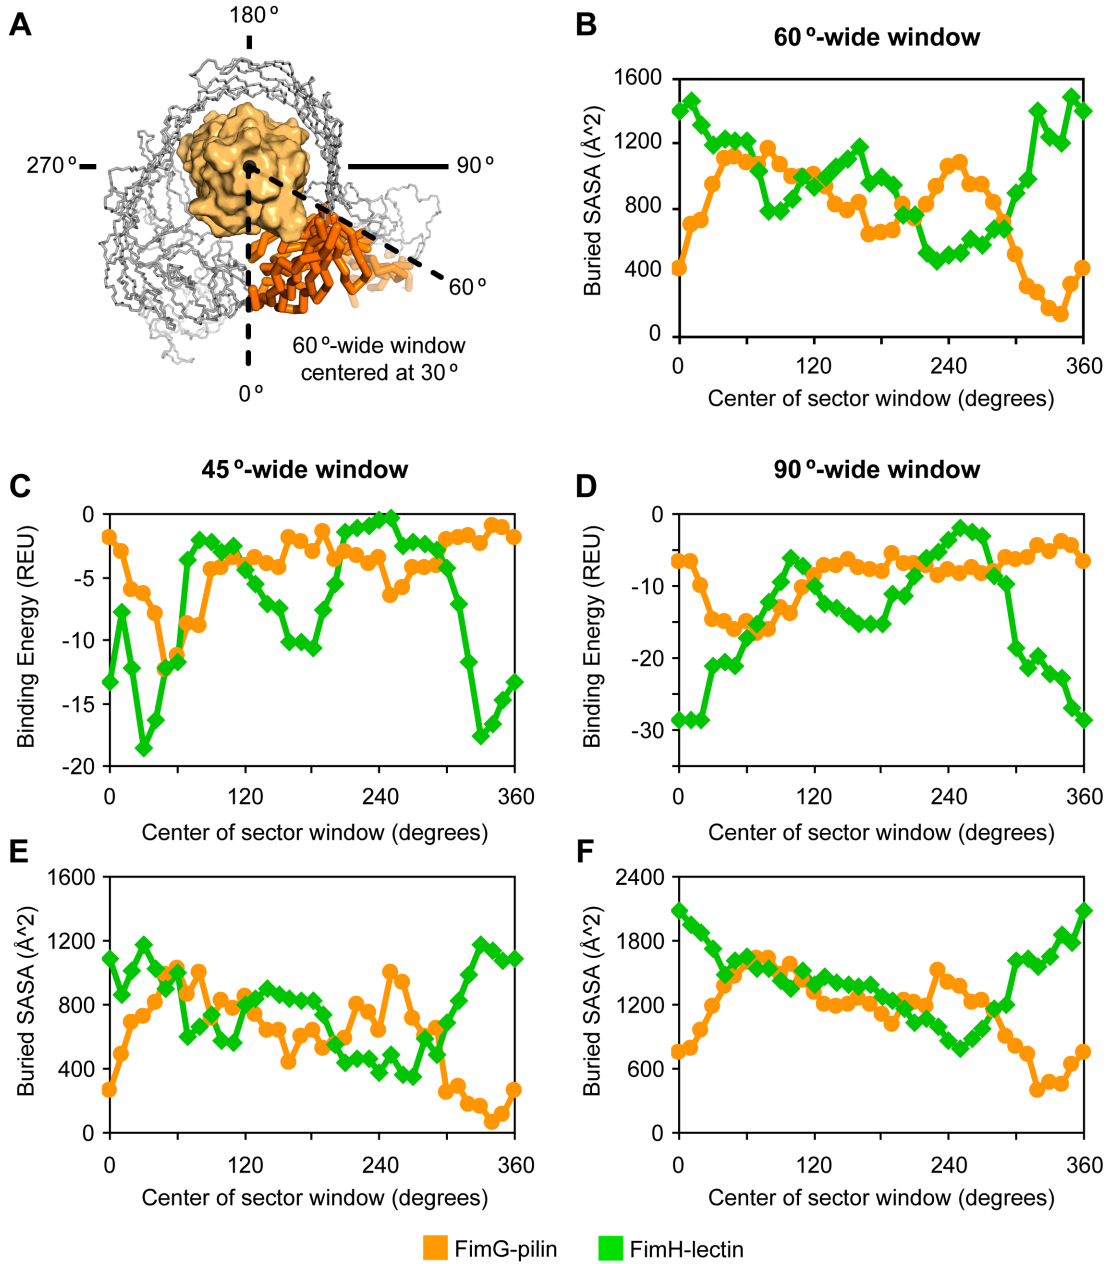 A
180 º
270 º
90 º
60 º
0 º
60 º-wide window
centered at 30 º
B
60 º-wide window
Buried SASA (Å^2)
1600
1200
800
400
0
0
120
240
360
Center of sector window (degrees)
C
45 º-wide window
Binding Energy (REU)
0
-5
-10
-15
-20
0
120
240
360
Center of sector window (degrees)
D
90 º-wide window
Binding Energy (REU)
0
-10
-20
-30
0
120
240
360
Center of sector window (degrees)
E
Buried SASA (Å^2)
1600
1200
800
400
0
0
120
240
360
Center of sector window (degrees)
F
Buried SASA (Å^2)
2400
1800
1200
600
0
0
120
240
360
Center of sector window (degrees)
FimG-pilin
FimH-lectin